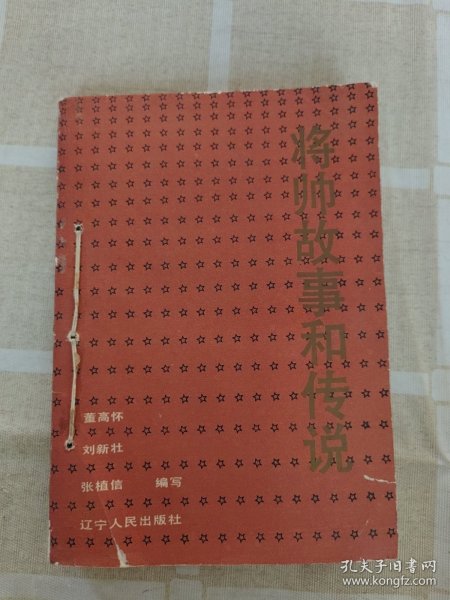 将帅故事和传说
董高怀
刘新壮
张植信 编写
辽宁人民出版社
孔夫子旧书网
www.kongfz.com